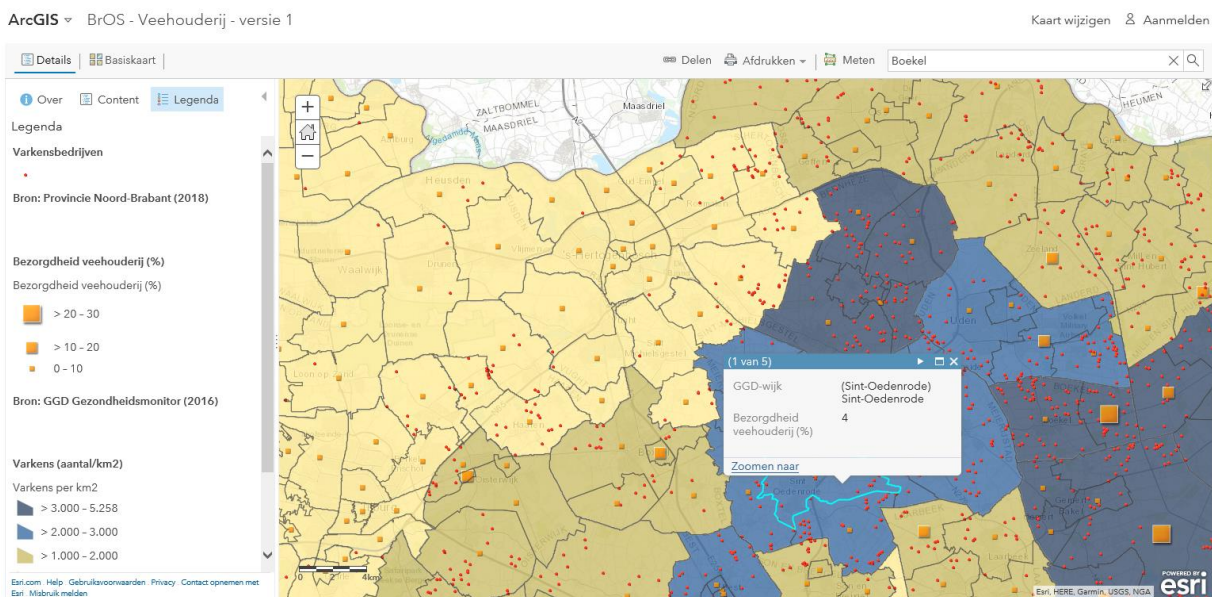 ArcGIS BrOS - Veehouderij - versie 1
Kaart wijzigen Aanmelden
Details Basiskaart
Delen Afdrukken Meten Boekel
Over Content Legenda
Legenda
Varkensbedrijven
Bron: Provincie Noord-Brabant (2018)
Bezorgdheid veehouderij (%)
Bezorgdheid veehouderij (%)
> 20 - 30
> 10 - 20
0 - 10
Bron: GGD Gezondheidsmonitor (2016)
Varkens (aantal/km2)
Varkens per km2
> 3.000 - 5.258
> 2.000 - 3.000
> 1.000 - 2.000
Esri.com Help Gebruiksvoorwaarden Privacy Contact opnemen met
Esri Misbruik melden
ZALTBOMMEL
MAASDRIEL
Maasdriel
HEUMEN
Afgedamde Maas
A2
Heusden
Waalwijk
Uden
(1 van 5)
GGD-wijk
(Sint-Oedenrode)
Sint-Oedenrode
Bezorgdheid
veehouderij (%)
4
Zoomen naar
Sint
Oedenrode
0 2 4km
Esri, HERE, Garmin, USGS, NGA
POWERED BY
esri